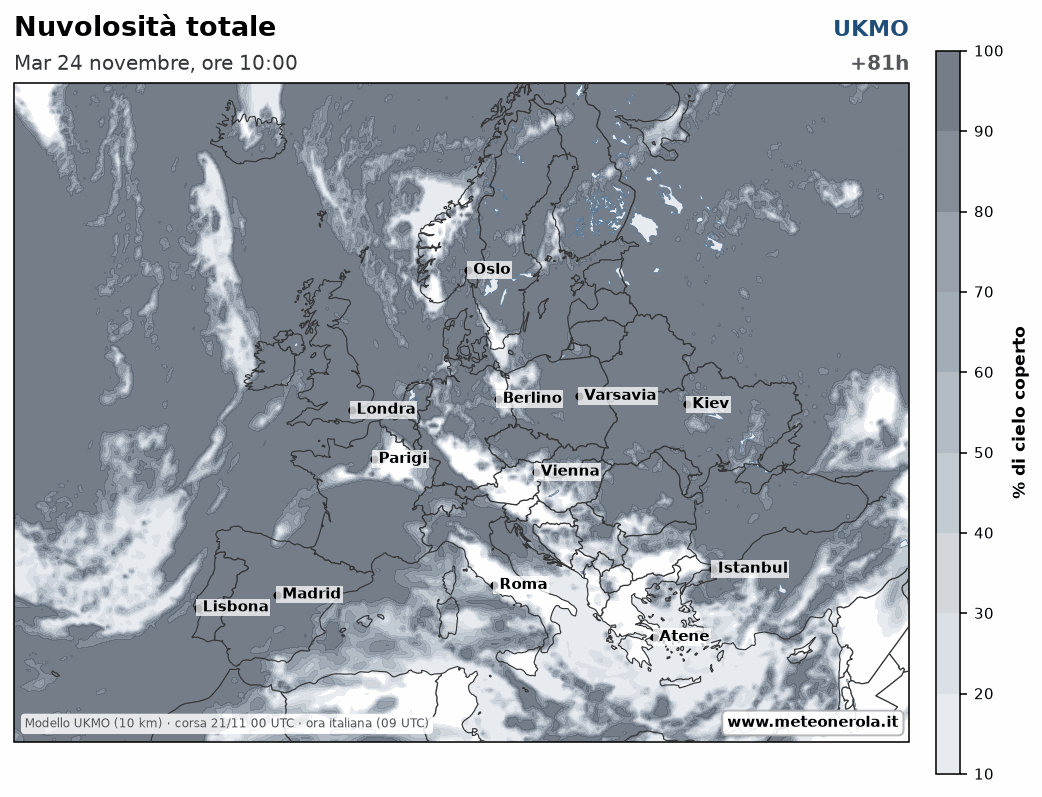 Nuvolosità totale
UKMO
Mar 24 novembre, ore 10:00
+81h
100
90
80
70
60
50
40
30
20
10
% di cielo coperto
Oslo
Berlino
Varsavia
Kiev
Londra
Parigi
Vienna
Istanbul
Roma
Madrid
Lisbona
Atene
Modello UKMO (10 km) · corsa 21/11 00 UTC · ora italiana (09 UTC)
www.meteonerola.it